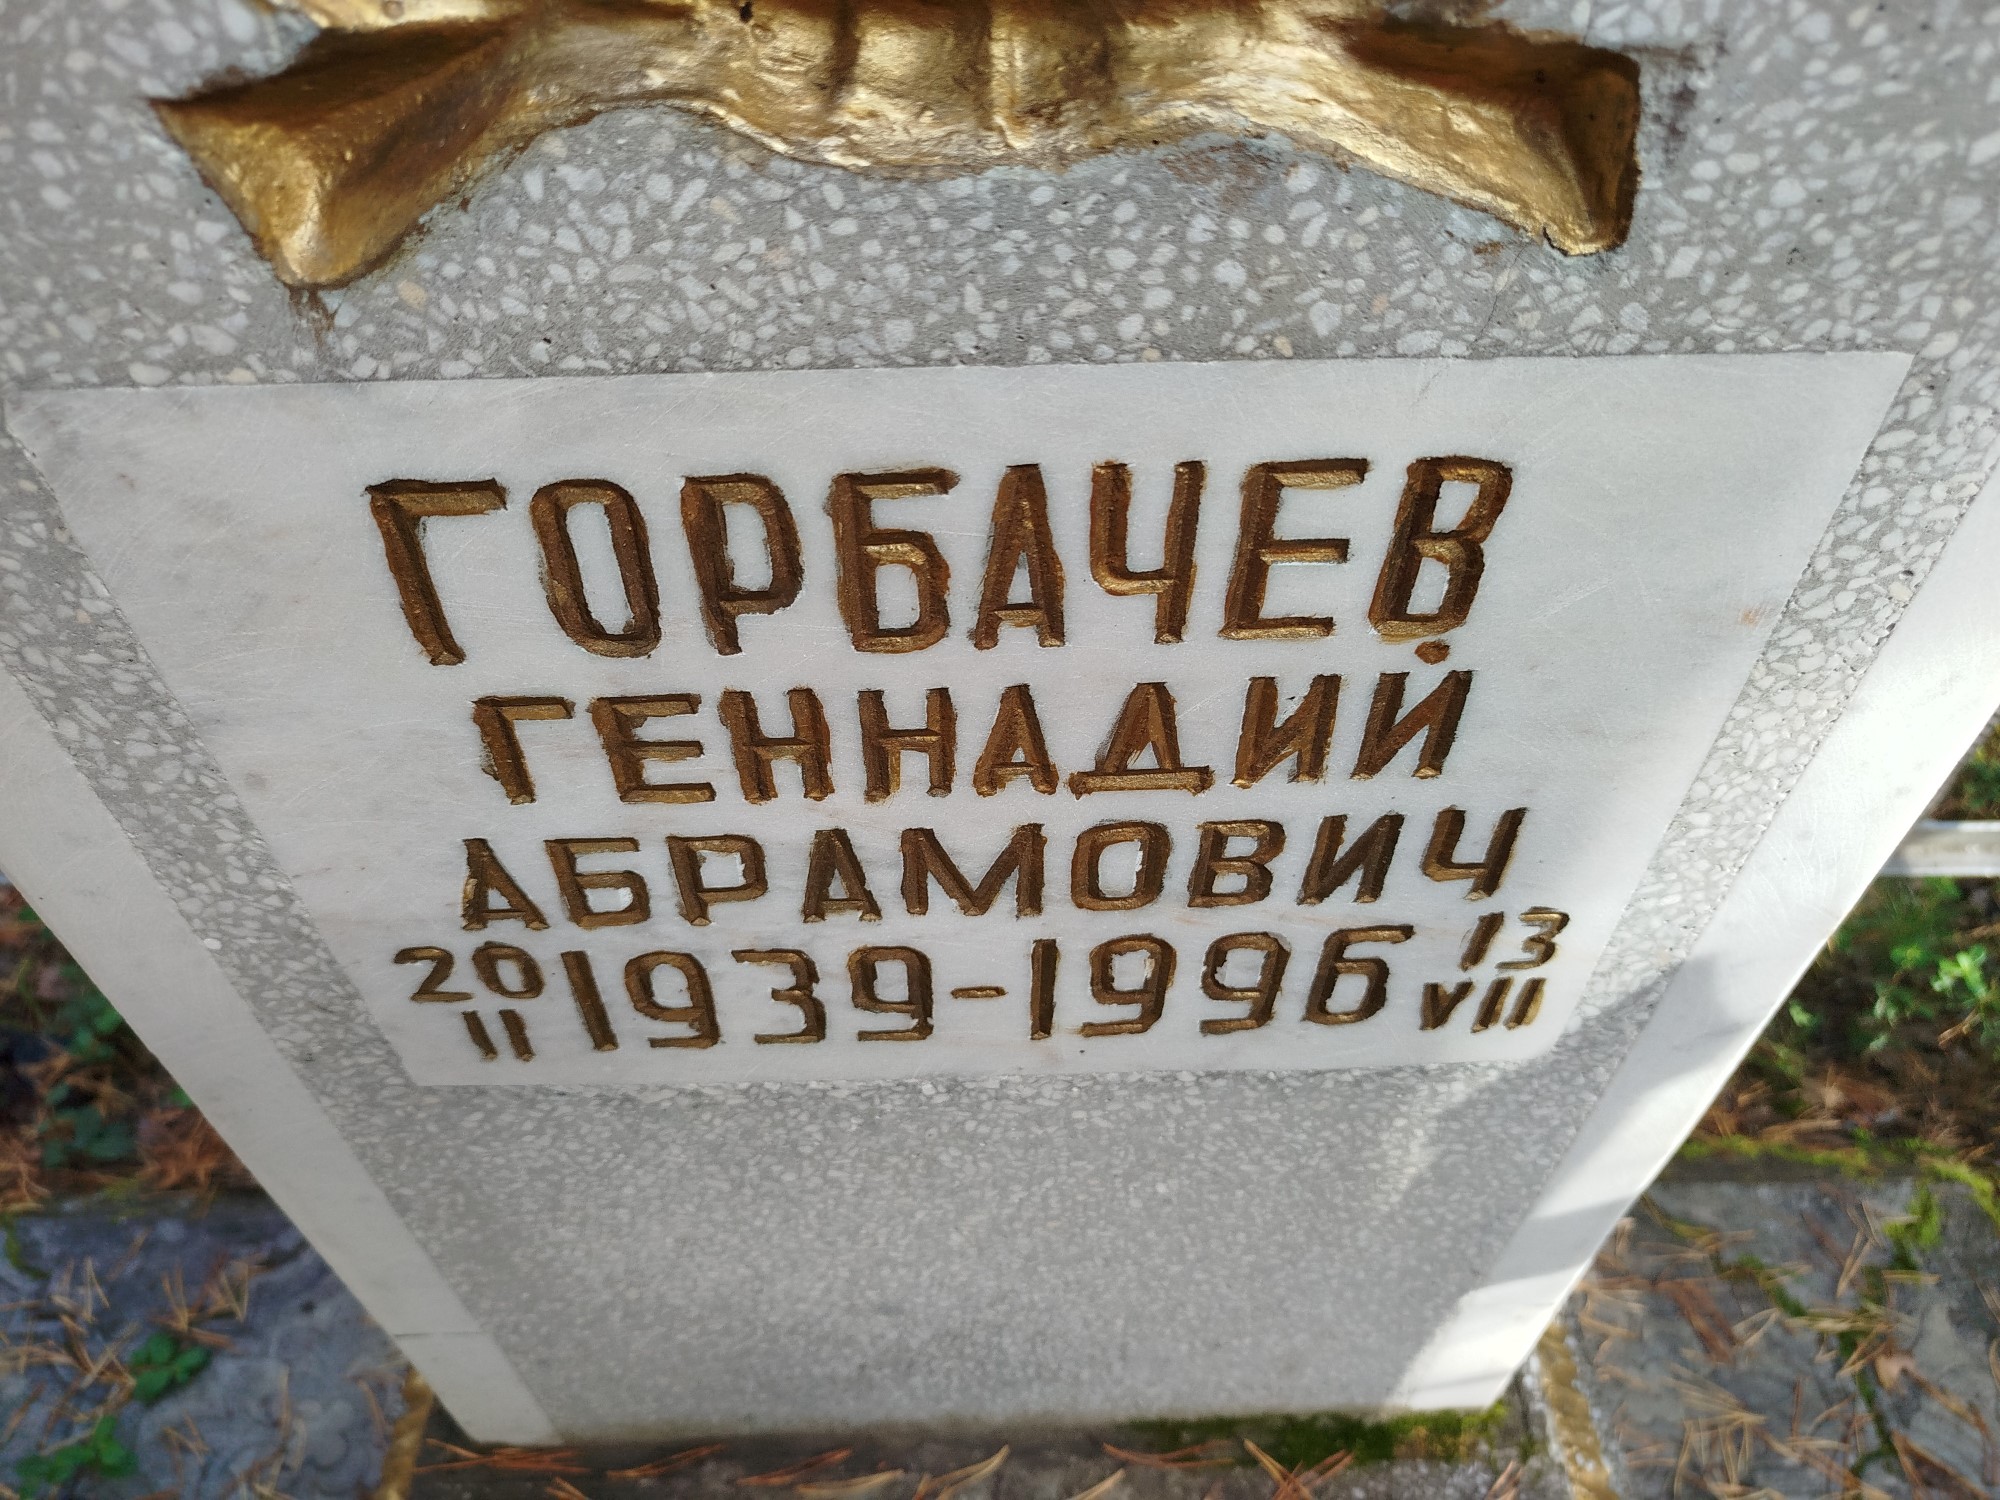 ГОРБАЧЕВ
ГЕННАДИЙ
АБРАМОВИЧ
20 II 1939-1996 13 VII